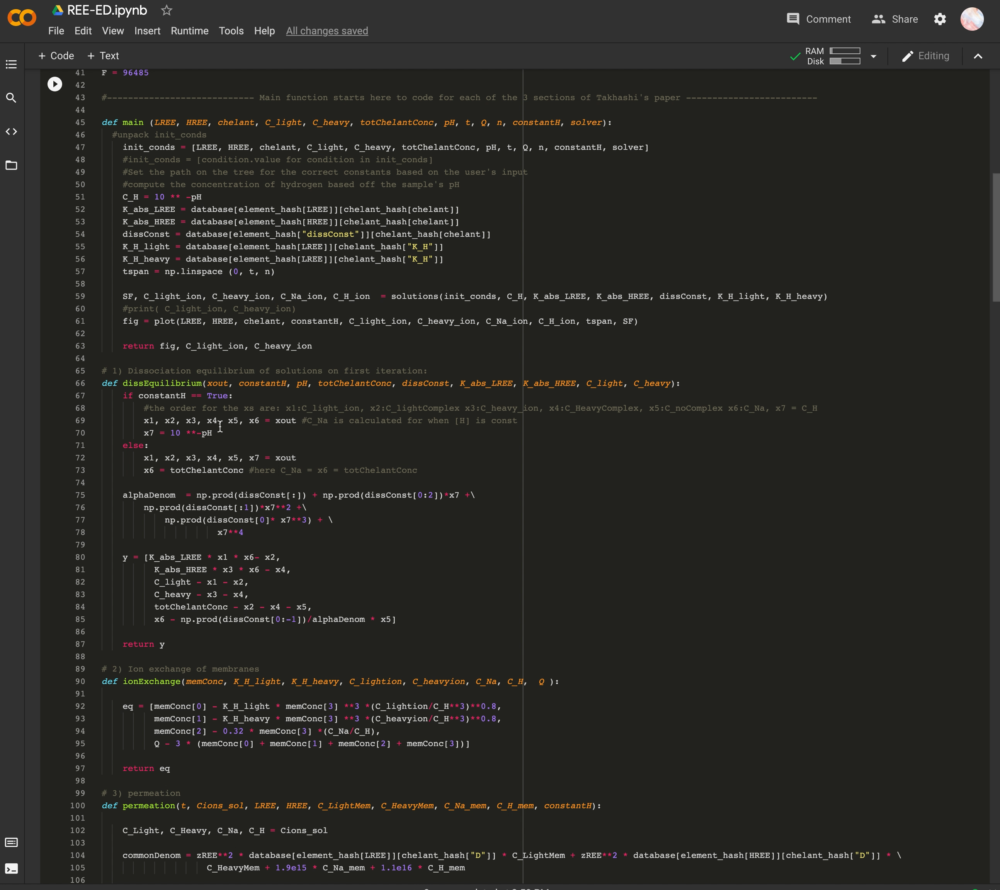 REE-ED.ipynb
File Edit View Insert Runtime Tools Help All changes saved
Comment Share
+ Code + Text
RAM
Disk
Editing
41 F = 96485
42
43 #---------------------------- Main function starts here to code for each of the 3 sections of Takhashi's paper -------------------------
44
45 def main (LREE, HREE, chelant, C_light, C_heavy, totChelantConc, pH, t, Q, n, constantH, solver):
46 #unpack init_conds
47 init_conds = [LREE, HREE, chelant, C_light, C_heavy, totChelantConc, pH, t, Q, n, constantH, solver]
48 #init_conds = [condition.value for condition in init_conds]
49 #Set the path on the tree for the correct constants based on the user's input
50 #compute the concentration of hydrogen based off the sample's pH
51 C_H = 10 ** -pH
52 K_abs_LREE = database[element_hash[LREE]][chelant_hash[chelant]]
53 K_abs_HREE = database[element_hash[HREE]][chelant_hash[chelant]]
54 dissConst = database[element_hash["dissConst"]][chelant_hash[chelant]]
55 K_H_light = database[element_hash[LREE]][chelant_hash["K_H"]]
56 K_H_heavy = database[element_hash[LREE]][chelant_hash["K_H"]]
57 tspan = np.linspace (0, t, n)
58
59 SF, C_light_ion, C_heavy_ion, C_Na_ion, C_H_ion  = solutions(init_conds, C_H, K_abs_LREE, K_abs_HREE, dissConst, K_H_light, K_H_heavy)
60 #print( C_light_ion, C_heavy_ion)
61 fig = plot(LREE, HREE, chelant, constantH, C_light_ion, C_heavy_ion, C_Na_ion, C_H_ion, tspan, SF)
62
63 return fig, C_light_ion, C_heavy_ion
64
65 # 1) Dissociation equilibrium of solutions on first iteration:
66 def dissEquilibrium(xout, constantH, pH, totChelantConc, dissConst, K_abs_LREE, K_abs_HREE, C_light, C_heavy):
67 if constantH == True:
68 #the order for the xs are: x1:C_light_ion, x2:C_lightComplex x3:C_heavy_ion, x4:C_HeavyComplex, x5:C_noComplex x6:C_Na, x7 = C_H
69 x1, x2, x3, x4, x5, x6 = xout #C_Na is calculated for when [H] is const
70 x7 = 10 **-pH
71 else:
72 x1, x2, x3, x4, x5, x7 = xout
73 x6 = totChelantConc #here C_Na = x6 = totChelantConc
74
75 alphaDenom  = np.prod(dissConst[:]) + np.prod(dissConst[0:2])*x7 +\
76 np.prod(dissConst[:1])*x7**2 +\
77 np.prod(dissConst[0]* x7**3) + \
78 x7**4
79
80 y = [K_abs_LREE * x1 * x6- x2,
81 K_abs_HREE * x3 * x6 - x4,
82 C_light - x1 - x2,
83 C_heavy - x3 - x4,
84 totChelantConc - x2 - x4 - x5,
85 x6 - np.prod(dissConst[0:-1])/alphaDenom * x5]
86
87 return y
88
89 # 2) Ion exchange of membranes
90 def ionExchange(memConc, K_H_light, K_H_heavy, C_lightion, C_heavyion, C_Na, C_H,  Q ):
91
92 eq = [memConc[0] - K_H_light * memConc[3] **3 *(C_lightion/C_H**3)**0.8,
93 memConc[1] - K_H_heavy * memConc[3] **3 *(C_heavyion/C_H**3)**0.8,
94 memConc[2] - 0.32 * memConc[3] *(C_Na/C_H),
95 Q - 3 * (memConc[0] + memConc[1] + memConc[2] + memConc[3])]
96
97 return eq
98
99 # 3) permeation
100 def permeation(t, Cions_sol, LREE, HREE, C_LightMem, C_HeavyMem, C_Na_mem, C_H_mem, constantH):
101
102 C_Light, C_Heavy, C_Na, C_H = Cions_sol
103
104 commonDenom = zREE**2 * database[element_hash[LREE]][chelant_hash["D"]] * C_LightMem + zREE**2 * database[element_hash[HREE]][chelant_hash["D"]] * \
105 C_HeavyMem + 1.9e15 * C_Na_mem + 1.1e16 * C_H_mem
106